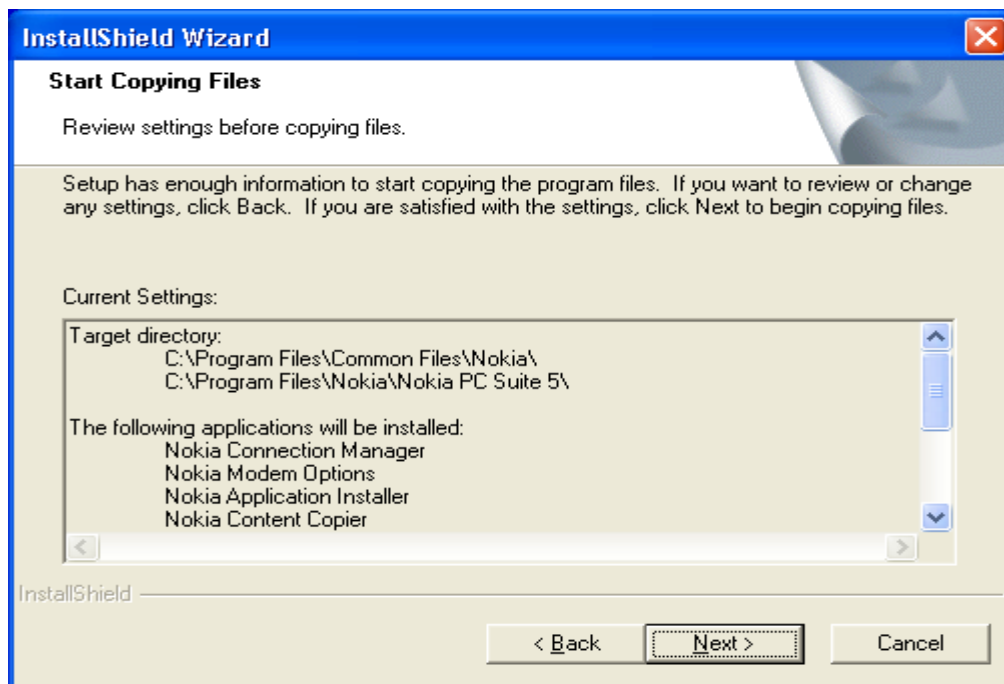 InstallShield Wizard
Start Copying Files
Review settings before copying files.
Setup has enough information to start copying the program files.  If you want to review or change
any settings, click Back.  If you are satisfied with the settings, click Next to begin copying files.
Current Settings:
Target directory:
C:\Program Files\Common Files\Nokia\
C:\Program Files\Nokia\Nokia PC Suite 5\
The following applications will be installed:
Nokia Connection Manager
Nokia Modem Options
Nokia Application Installer
Nokia Content Copier
InstallShield
< Back
Next >
Cancel